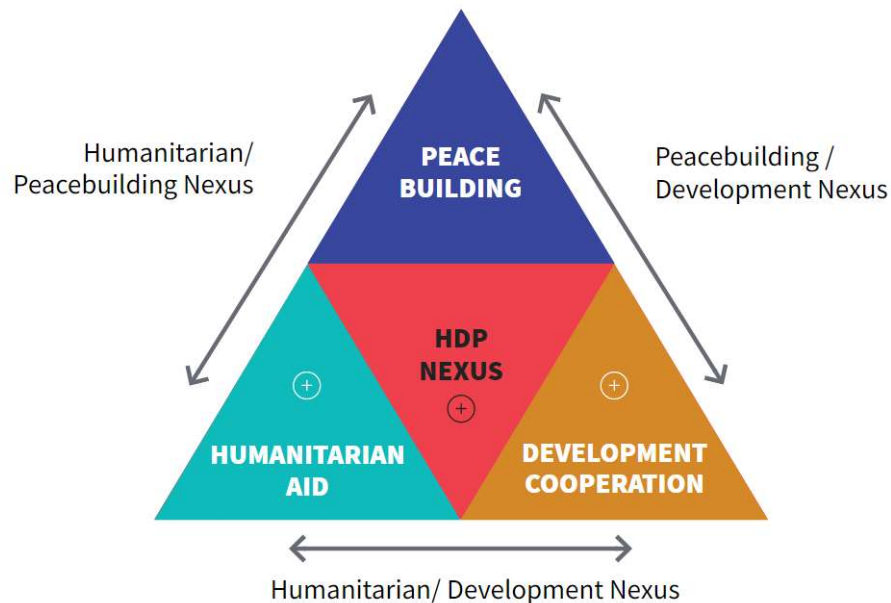 PEACE
BUILDING
Humanitarian/
Peacebuilding Nexus
Peacebuilding /
Development Nexus
HDP
NEXUS
HUMANITARIAN
AID
DEVELOPMENT
COOPERATION
Humanitarian/ Development Nexus